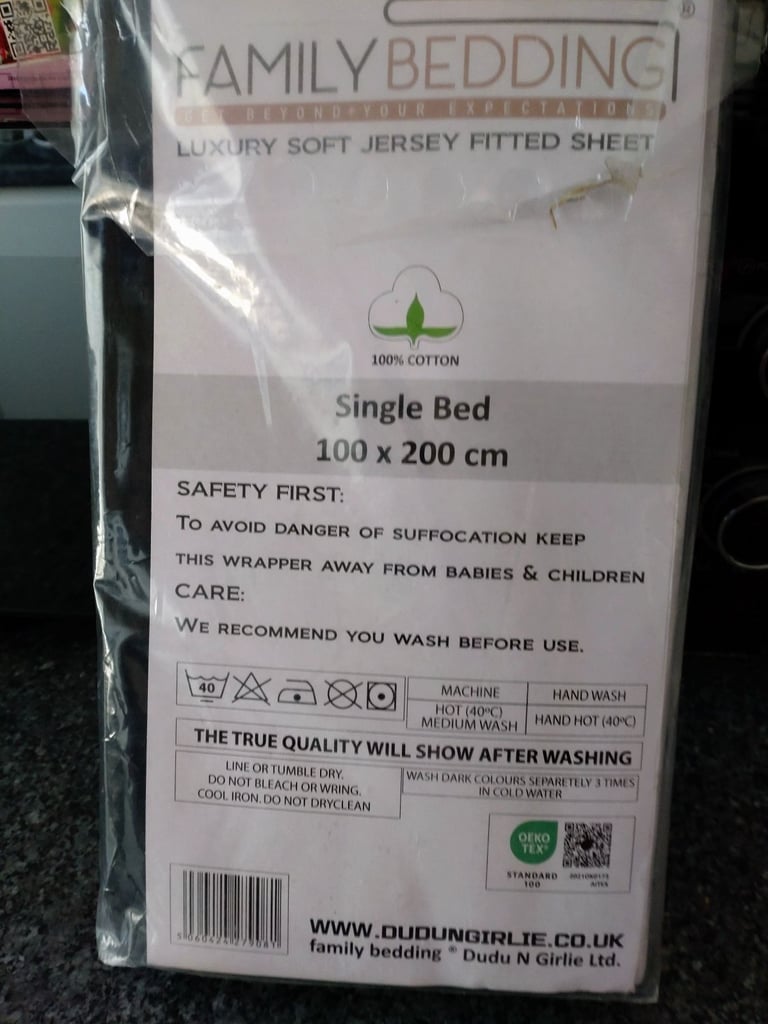 FAMILY BEDDING ®
GET BEYOND YOUR EXPECTATIONS
LUXURY SOFT JERSEY FITTED SHEET
100% COTTON
Single Bed
100 x 200 cm
SAFETY FIRST:
TO AVOID DANGER OF SUFFOCATION KEEP
THIS WRAPPER AWAY FROM BABIES & CHILDREN
CARE:
WE RECOMMEND YOU WASH BEFORE USE.
40
MACHINE HAND WASH
HOT (40ºC) MEDIUM WASH HAND HOT (40ºC)
THE TRUE QUALITY WILL SHOW AFTER WASHING
LINE OR TUMBLE DRY.
DO NOT BLEACH OR WRING.
COOL IRON. DO NOT DRYCLEAN
WASH DARK COLOURS SEPARETELY 3 TIMES
IN COLD WATER
OEKO
TEX®
STANDARD
100
AITEX
WWW.DUDUNGIRLIE.CO.UK
family bedding ® Dudu N Girlie Ltd.